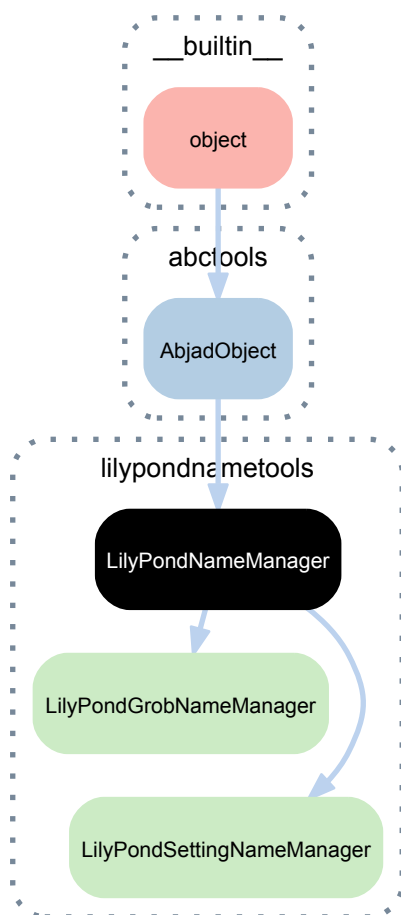 __builtin__
object
abctools
AbjadObject
lilypondnametools
LilyPondNameManager
LilyPondGrobNameManager
LilyPondSettingNameManager